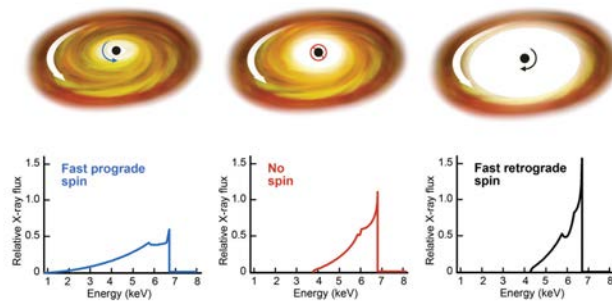 Fast prograde
spin
Relative X-ray flux
1.5
1.0
0.5
0
1 2 3 4 5 6 7 8
Energy (keV)
No
spin
Relative X-ray flux
1.5
1.0
0.5
0
1 2 3 4 5 6 7 8
Energy (keV)
Fast retrograde
spin
Relative X-ray flux
1.5
1.0
0.5
0
1 2 3 4 5 6 7 8
Energy (keV)